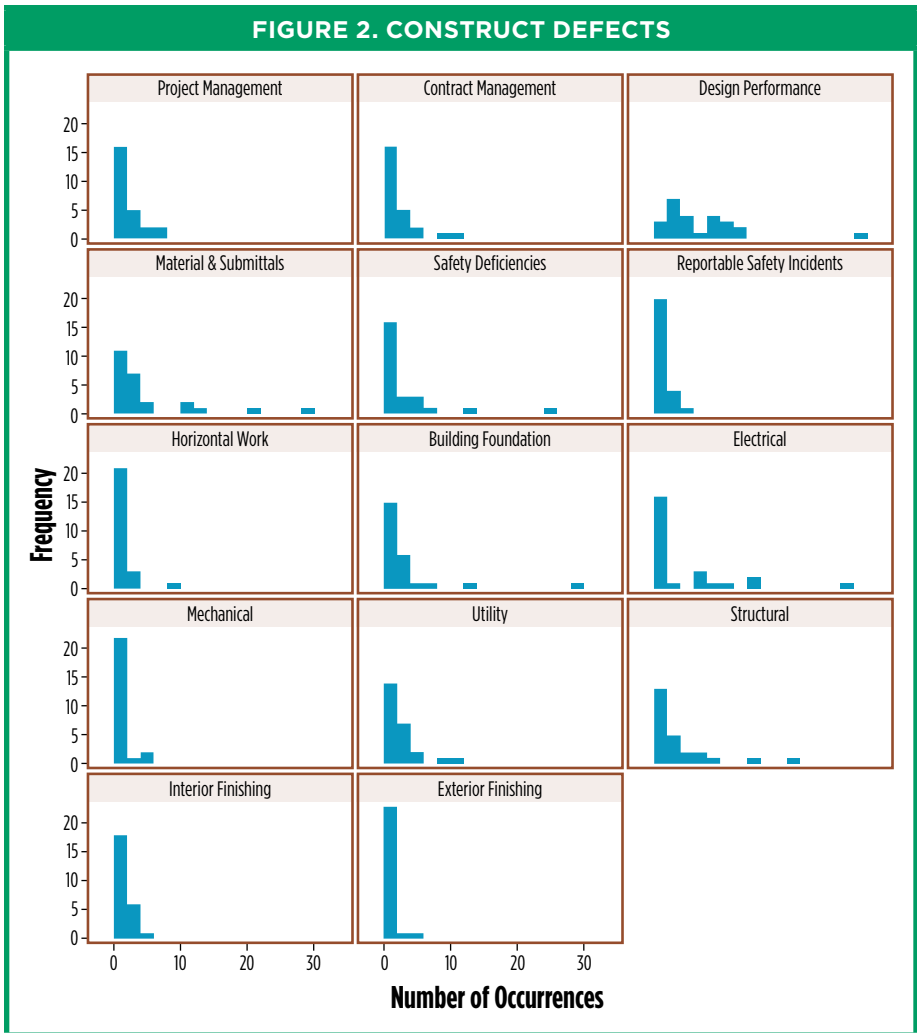 FIGURE 2. CONSTRUCT DEFECTS
Project Management
Contract Management
Design Performance
20
15
10
5
0
Material & Submittals
Safety Deficiencies
Reportable Safety Incidents
20
15
10
5
0
Horizontal Work
Building Foundation
Electrical
20
15
10
5
0
Frequency
Mechanical
Utility
Structural
20
15
10
5
0
Interior Finishing
Exterior Finishing
20
15
10
5
0
0 10 20 30
0 10 20 30
Number of Occurrences